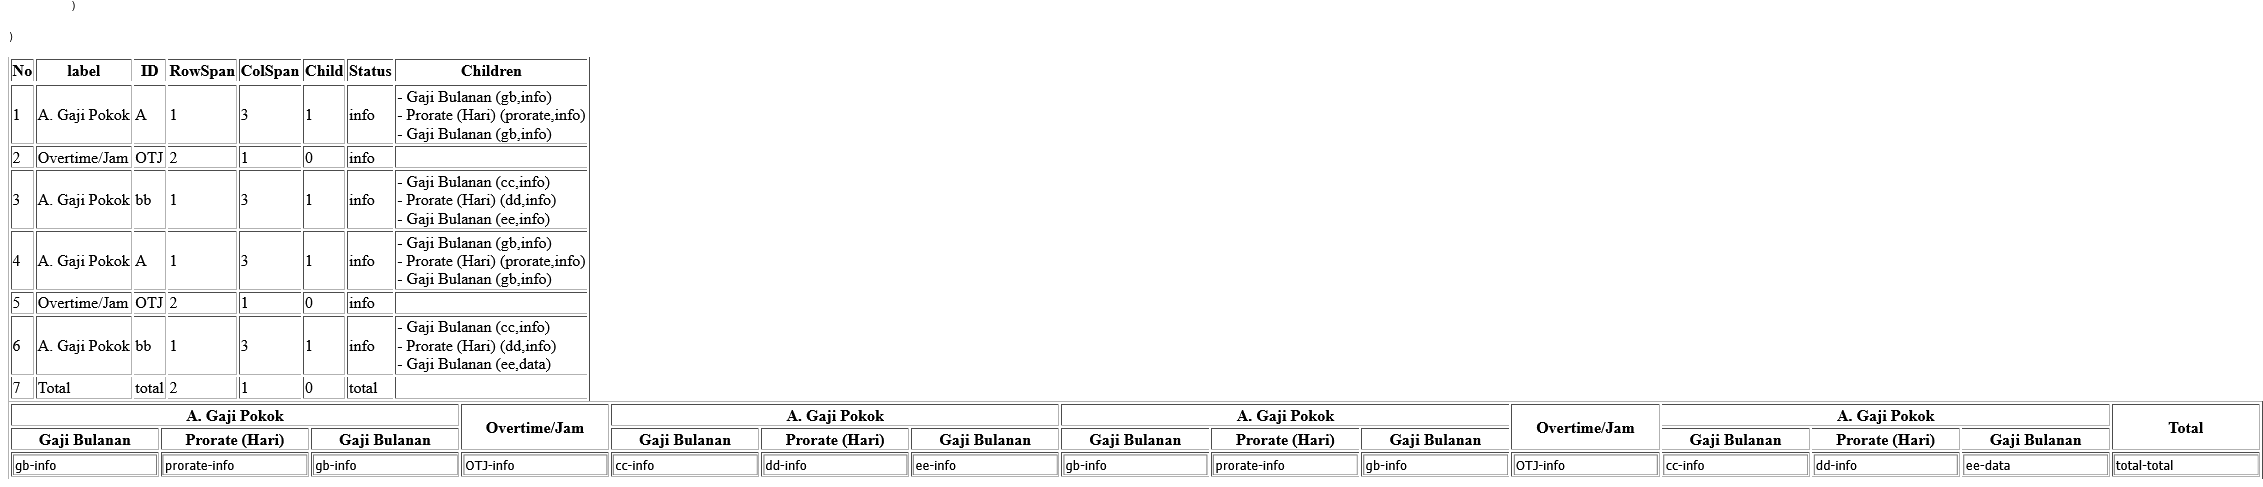 )
)
No label ID RowSpan ColSpan Child Status Children
1 A. Gaji Pokok A 1 3 1 info - Gaji Bulanan (gb,info)
- Prorate (Hari) (prorate,info)
- Gaji Bulanan (gb,info)
2 Overtime/Jam OTJ 2 1 0 info
3 A. Gaji Pokok bb 1 3 1 info - Gaji Bulanan (cc,info)
- Prorate (Hari) (dd,info)
- Gaji Bulanan (ee,info)
4 A. Gaji Pokok A 1 3 1 info - Gaji Bulanan (gb,info)
- Prorate (Hari) (prorate,info)
- Gaji Bulanan (gb,info)
5 Overtime/Jam OTJ 2 1 0 info
6 A. Gaji Pokok bb 1 3 1 info - Gaji Bulanan (cc,info)
- Prorate (Hari) (dd,info)
- Gaji Bulanan (ee,data)
7 Total total 2 1 0 total
A. Gaji Pokok Overtime/Jam A. Gaji Pokok A. Gaji Pokok Overtime/Jam A. Gaji Pokok Total
Gaji Bulanan Prorate (Hari) Gaji Bulanan Gaji Bulanan Prorate (Hari) Gaji Bulanan Gaji Bulanan Prorate (Hari) Gaji Bulanan Gaji Bulanan Prorate (Hari) Gaji Bulanan
gb-info prorate-info gb-info OTJ-info cc-info dd-info ee-info gb-info prorate-info gb-info OTJ-info cc-info dd-info ee-data total-total